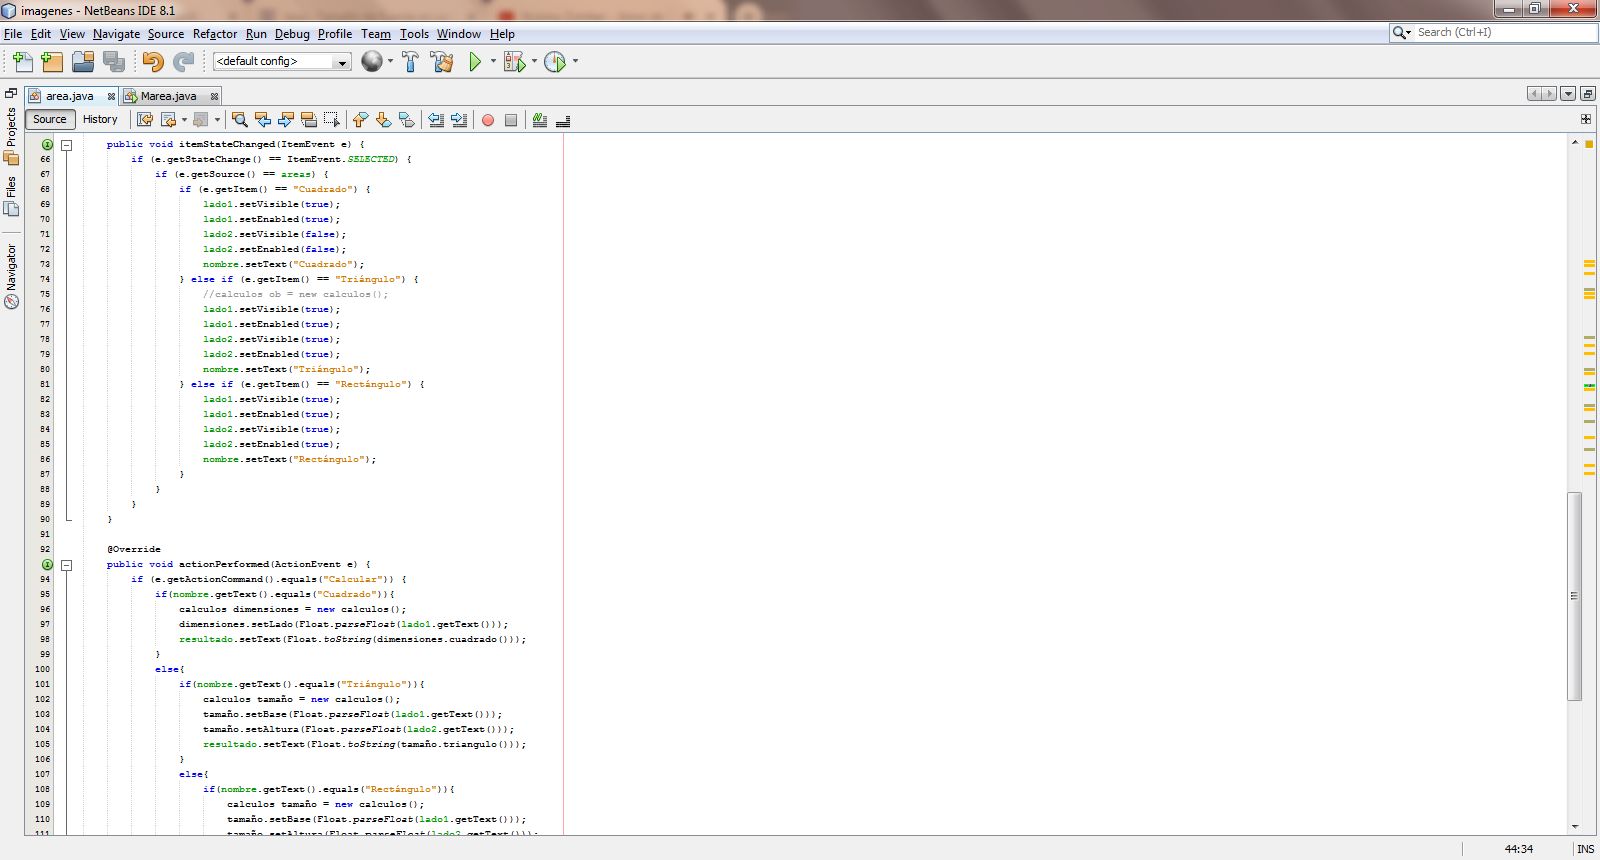 imagenes - NetBeans IDE 8.1
File Edit View Navigate Source Refactor Run Debug Profile Team Tools Window Help
Search (Ctrl+I)
<default config>
area.java
Marea.java
Source
History
Projects
Files
Navigator
public void itemStateChanged(ItemEvent e) {
66 if (e.getStateChange() == ItemEvent.SELECTED) {
67 if (e.getSource() == areas) {
68 if (e.getItem() == "Cuadrado") {
69 lado1.setVisible(true);
70 lado1.setEnabled(true);
71 lado2.setVisible(false);
72 lado2.setEnabled(false);
73 nombre.setText("Cuadrado");
74 } else if (e.getItem() == "Triángulo") {
75 //calculos ob = new calculos();
76 lado1.setVisible(true);
77 lado1.setEnabled(true);
78 lado2.setVisible(true);
79 lado2.setEnabled(true);
80 nombre.setText("Triángulo");
81 } else if (e.getItem() == "Rectángulo") {
82 lado1.setVisible(true);
83 lado1.setEnabled(true);
84 lado2.setVisible(true);
85 lado2.setEnabled(true);
86 nombre.setText("Rectángulo");
87 }
88 }
89 }
90 }
91
92 @Override
public void actionPerformed(ActionEvent e) {
94 if (e.getActionCommand().equals("Calcular")) {
95 if(nombre.getText().equals("Cuadrado")){
96 calculos dimensiones = new calculos();
97 dimensiones.setLado(Float.parseFloat(lado1.getText()));
98 resultado.setText(Float.toString(dimensiones.cuadrado()));
99 }
100 else{
101 if(nombre.getText().equals("Triángulo")){
102 calculos tamaño = new calculos();
103 tamaño.setBase(Float.parseFloat(lado1.getText()));
104 tamaño.setAltura(Float.parseFloat(lado2.getText()));
105 resultado.setText(Float.toString(tamaño.triangulo()));
106 }
107 else{
108 if(nombre.getText().equals("Rectángulo")){
109 calculos tamaño = new calculos();
110 tamaño.setBase(Float.parseFloat(lado1.getText()));
111 tamaño.setAltura(Float.parseFloat(lado2.getText()));
44:34 INS